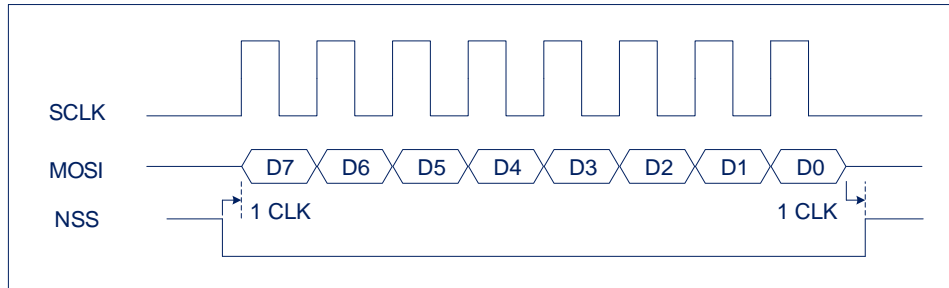 SCLK
MOSI D7 D6 D5 D4 D3 D2 D1 D0
NSS 1 CLK 1 CLK